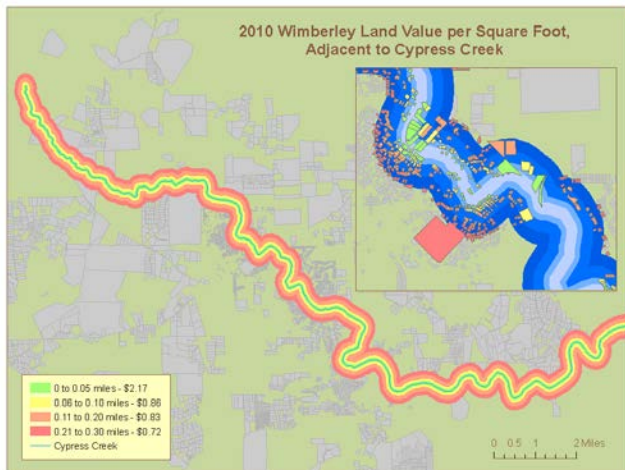 2010 Wimberley Land Value per Square Foot,
Adjacent to Cypress Creek
0 to 0.05 miles - $2.17
0.06 to 0.10 miles - $0.86
0.11 to 0.20 miles - $0.83
0.21 to 0.30 miles - $0.72
Cypress Creek
0 0.5 1 2 Miles